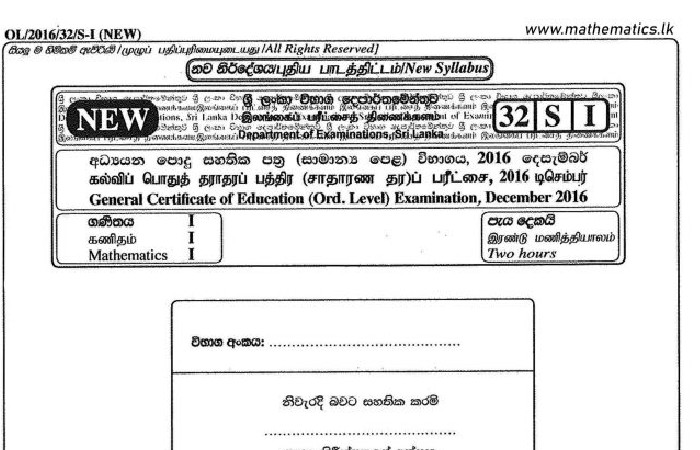 OL/2016/32/S-I (NEW)
www.mathematics.lk
සියලු ම හිමිකම් ඇවිරිණි / முழுப் பதிப்புரிமையுடையது / All Rights Reserved]
නව නිර්දේශය/புதிய பாடத்திட்டம்/New Syllabus
NEW
ශ්‍රී ලංකා විභාග දෙපාර්තමේන්තුව
இலங்கைப் பரீட்சைத் திணைக்களம்
Department of Examinations, Sri Lanka
32 S I
අධ්‍යයන පොදු සහතික පත්‍ර (සාමාන්‍ය පෙළ) විභාගය, 2016 දෙසැම්බර්
கல்விப் பொதுத் தராதரப் பத்திர (சாதாரண தர)ப் பரீட்சை, 2016 டிசெம்பர்
General Certificate of Education (Ord. Level) Examination, December 2016
ගණිතය I
கணிதம் I
Mathematics I
පැය දෙකයි
இரண்டு மணித்தியாலம்
Two hours
විභාග අංකය: ........................................
නිවැරදි බවට සහතික කරමි
........................................